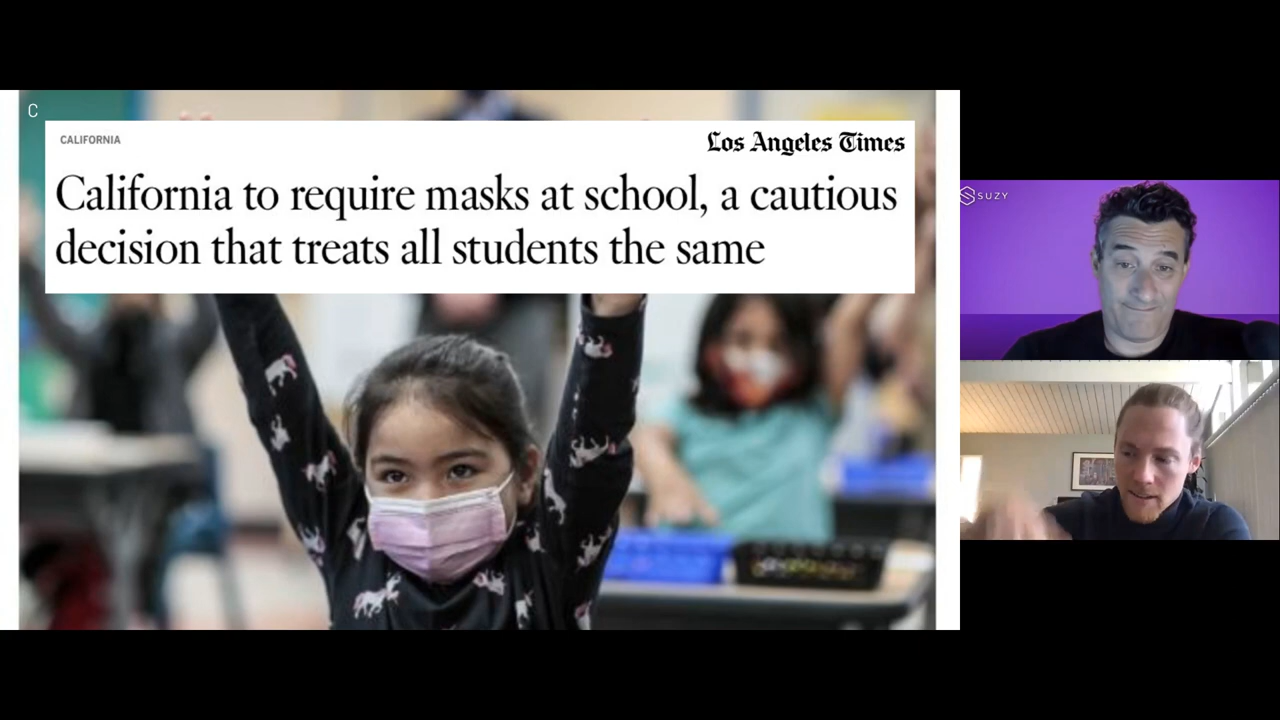 C
CALIFORNIA
Los Angeles Times
California to require masks at school, a cautious
decision that treats all students the same
SUZY